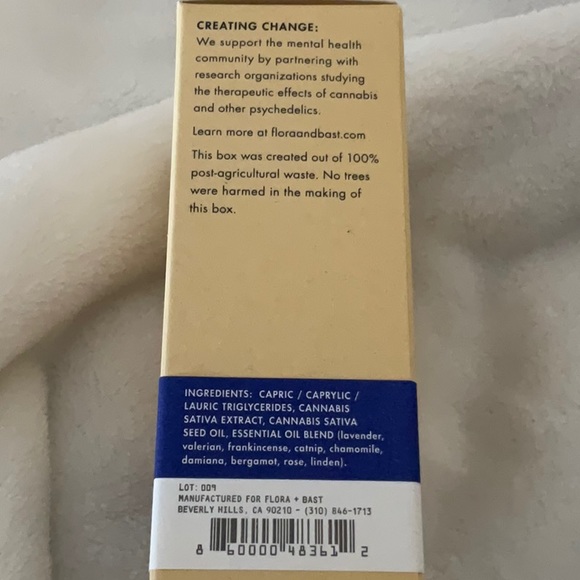 CREATING CHANGE:
We support the mental health
community by partnering with
research organizations studying
the therapeutic effects of cannabis
and other psychedelics.
Learn more at floraandbast.com
This box was created out of 100%
post-agricultural waste. No trees
were harmed in the making of
this box.
INGREDIENTS: CAPRIC / CAPRYLIC /
LAURIC TRIGLYCERIDES, CANNABIS
SATIVA EXTRACT, CANNABIS SATIVA
SEED OIL, ESSENTIAL OIL BLEND (lavender,
valerian, frankincense, catnip, chamomile,
damiana, bergamot, rose, linden).
LOT: 009
MANUFACTURED FOR FLORA + BAST
BEVERLY HILLS, CA 90210 - (310) 846-1713
8 60000 48361 2